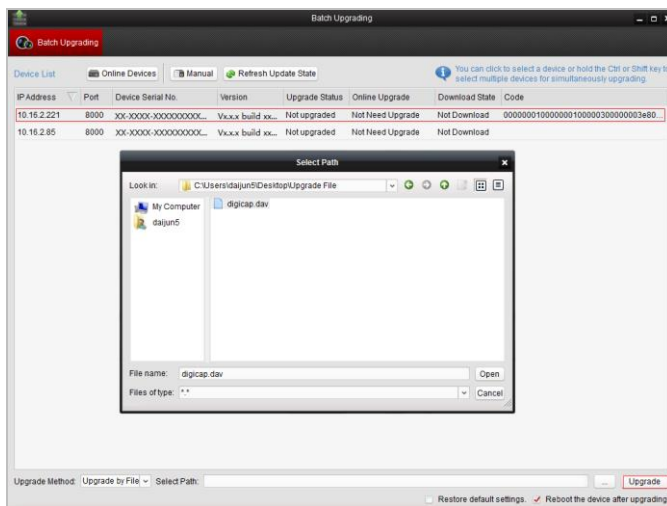 Batch Upgrading
Batch Upgrading
Device List Online Devices Manual Refresh Update State You can click to select a device or hold the Ctrl or Shift key to
select multiple devices for simultaneously upgrading.
IP Address Port Device Serial No. Version Upgrade Status Online Upgrade Download State Code
10.16.2.221 8000 XX-XXXX-XXXXXXXXX... Vx.x.x build xx... Not upgraded Not Need Upgrade Not Download
10.16.2.85 8000 XX-XXXX-XXXXXXXXX... Vx.x.x build xx... Not upgraded Not Need Upgrade Not Download
Select Path
Look in: C:\Users\daijun5\Desktop\Upgrade File
My Computer
daijun5
digicap.dav
File name: digicap.dav Open
Files of type: *.* Cancel
Upgrade Method: Upgrade by File Select Path: ... Upgrade
Restore default settings. Reboot the device after upgrading